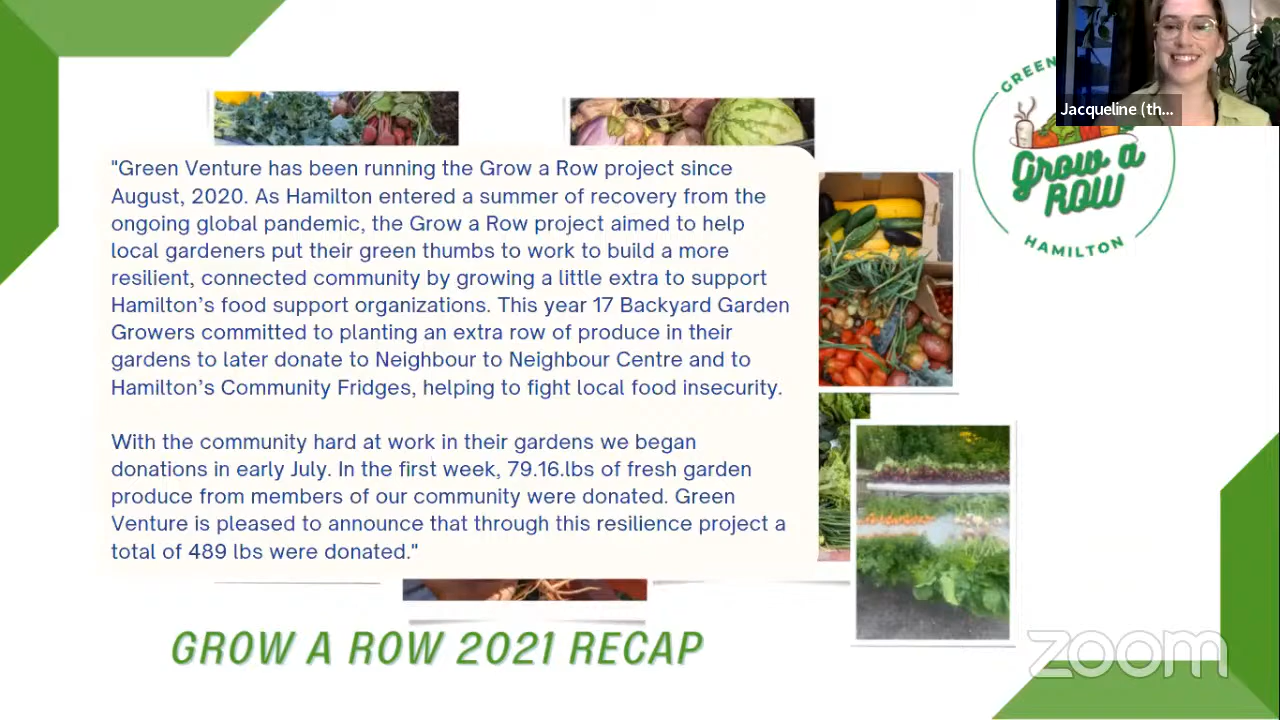 GREEN
Jacqueline (th...
Grow a
ROW
HAMILTON
"Green Venture has been running the Grow a Row project since
August, 2020. As Hamilton entered a summer of recovery from the
ongoing global pandemic, the Grow a Row project aimed to help
local gardeners put their green thumbs to work to build a more
resilient, connected community by growing a little extra to support
Hamilton’s food support organizations. This year 17 Backyard Garden
Growers committed to planting an extra row of produce in their
gardens to later donate to Neighbour to Neighbour Centre and to
Hamilton’s Community Fridges, helping to fight local food insecurity.
With the community hard at work in their gardens we began
donations in early July. In the first week, 79.16.lbs of fresh garden
produce from members of our community were donated. Green
Venture is pleased to announce that through this resilience project a
total of 489 lbs were donated."
GROW A ROW 2021 RECAP
zoom